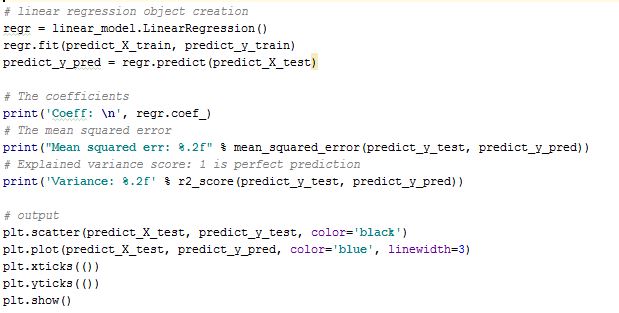 # linear regression object creation
regr = linear_model.LinearRegression()
regr.fit(predict_X_train, predict_y_train)
predict_y_pred = regr.predict(predict_X_test)
# The coefficients
print('Coeff: \n', regr.coef_)
# The mean squared error
print("Mean squared err: %.2f" % mean_squared_error(predict_y_test, predict_y_pred))
# Explained variance score: 1 is perfect prediction
print('Variance: %.2f' % r2_score(predict_y_test, predict_y_pred))
# output
plt.scatter(predict_X_test, predict_y_test, color='black')
plt.plot(predict_X_test, predict_y_pred, color='blue', linewidth=3)
plt.xticks(())
plt.yticks(())
plt.show()